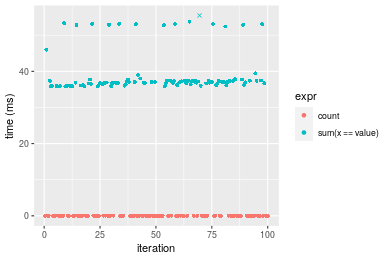 time (ms)
40
20
0
0
25
50
75
100
iteration
expr
count
sum(x == value)